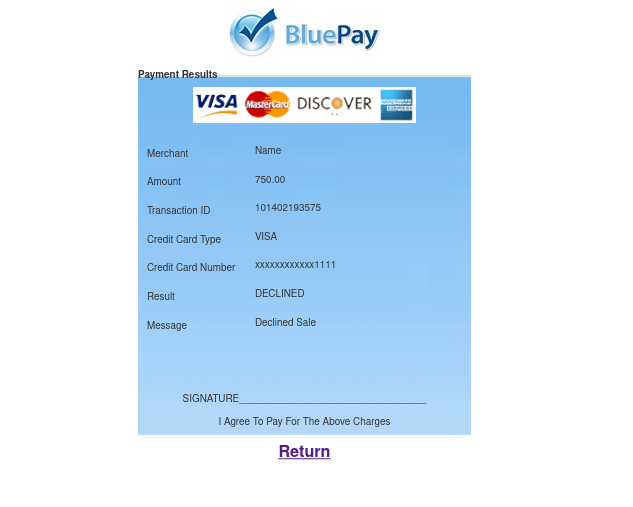 BluePay
Payment Results
VISA MasterCard DISCOVER AMERICAN EXPRESS
Merchant Name
Amount 750.00
Transaction ID 101402193575
Credit Card Type VISA
Credit Card Number xxxxxxxxxxxx1111
Result DECLINED
Message Declined Sale
SIGNATURE__________________________________
I Agree To Pay For The Above Charges
Return